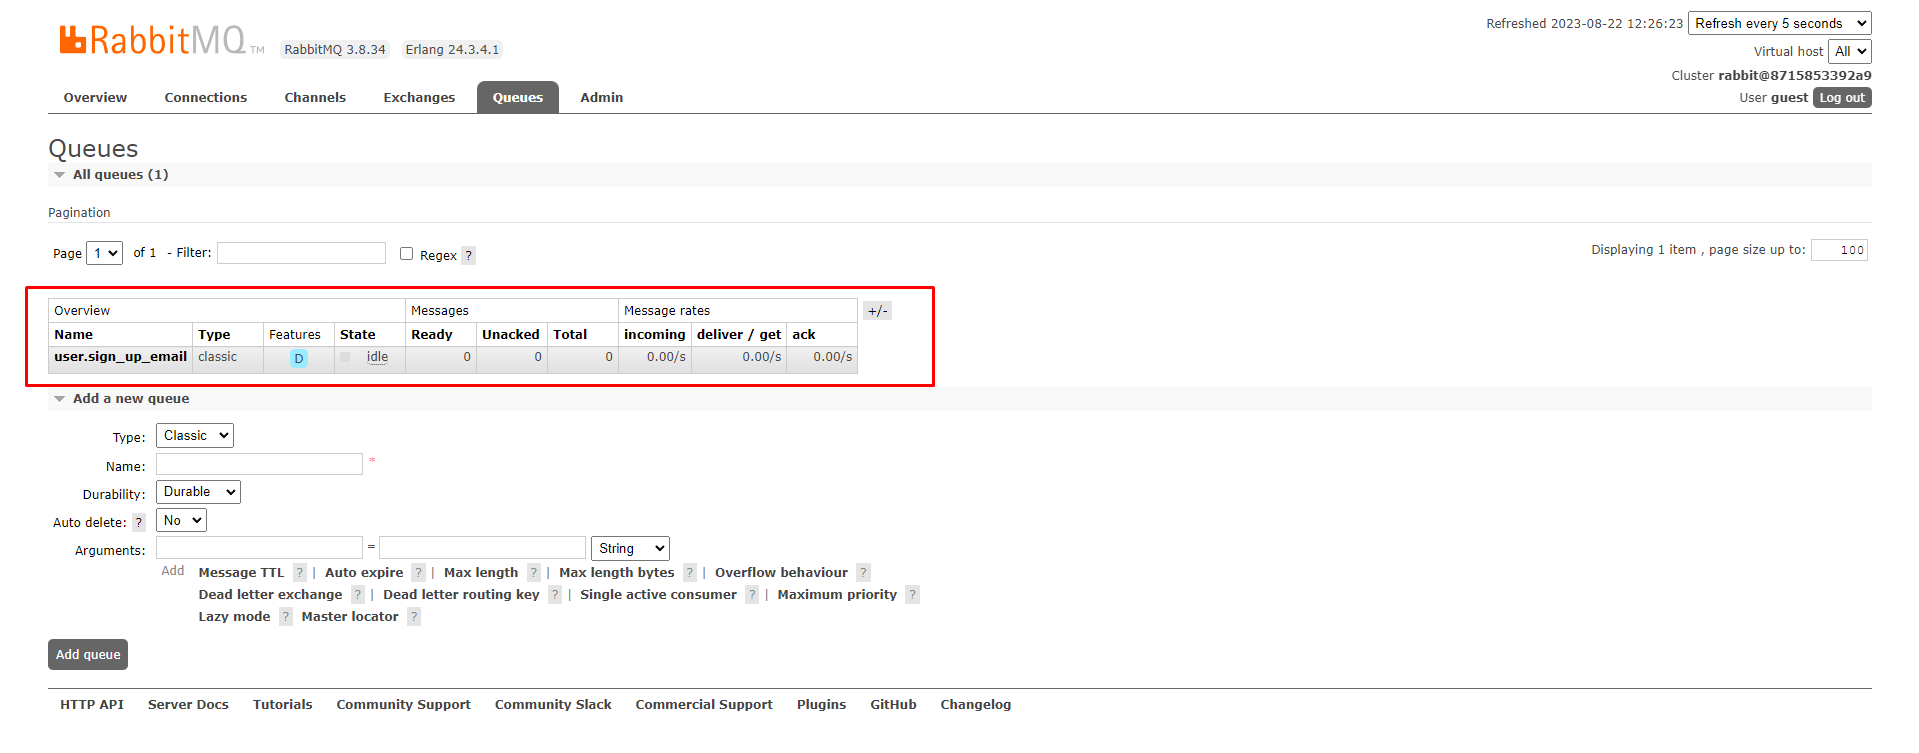 RabbitMQ TM RabbitMQ 3.8.34 Erlang 24.3.4.1
Refreshed 2023-08-22 12:26:23 Refresh every 5 seconds
Virtual host All
Cluster rabbit@8715853392a9
User guest Log out
Overview Connections Channels Exchanges Queues Admin
Queues
All queues (1)
Pagination
Page 1 of 1 - Filter: Regex ? Displaying 1 item , page size up to: 100
Overview Messages Message rates +/-
Name Type Features State Ready Unacked Total incoming deliver / get ack
user.sign_up_email classic D idle 0 0 0 0.00/s 0.00/s 0.00/s
Add a new queue
Type: Classic
Name: *
Durability: Durable
Auto delete: ? No
Arguments: = String
Add Message TTL ? | Auto expire ? | Max length ? | Max length bytes ? | Overflow behaviour ?
Dead letter exchange ? | Dead letter routing key ? | Single active consumer ? | Maximum priority ?
Lazy mode ? Master locator ?
Add queue
HTTP API Server Docs Tutorials Community Support Community Slack Commercial Support Plugins GitHub Changelog